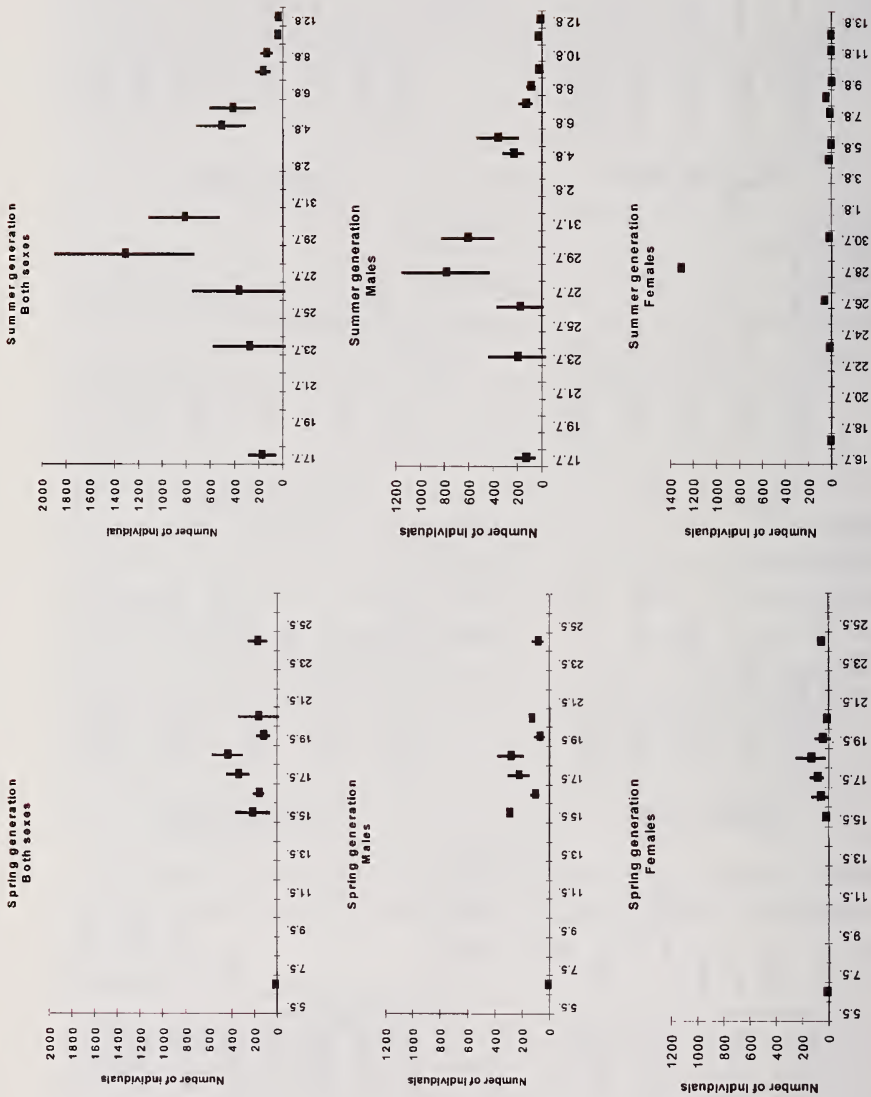 Spring generation
Both sexes
Number of individuals
2000
1800
1600
1400
1200
1000
800
600
400
200
0
5.5. 7.5. 9.5. 11.5. 13.5. 15.5. 17.5. 19.5. 21.5. 23.5. 25.5.
Summer generation
Both sexes
Number of Individual
2000
1800
1600
1400
1200
1000
800
600
400
200
0
17.7. 19.7. 21.7. 23.7. 25.7. 27.7. 29.7. 31.7. 2.8. 4.8. 6.8. 8.8. 12.8.
Spring generation
Males
Number of Individuals
1200
1000
800
600
400
200
0
5.5. 7.5. 9.5. 11.5. 13.5. 15.5. 17.5. 19.5. 21.5. 23.5. 25.5.
Summer generation
Males
Number of Individuals
1200
1000
800
600
400
200
0
17.7. 19.7. 21.7. 23.7. 25.7. 27.7. 29.7. 31.7. 2.8. 4.8. 6.8. 8.8. 10.8. 12.8.
Spring generation
Females
Number of Individuals
1200
1000
800
600
400
200
0
5.5. 7.5. 9.5. 11.5. 13.5. 15.5. 17.5. 19.5. 21.5. 23.5. 25.5.
Summer generation
Females
Number of Individuals
1400
1200
1000
800
600
400
200
0
16.7. 18.7. 20.7. 22.7. 24.7. 26.7. 28.7. 30.7. 1.8. 3.8. 5.8. 7.8. 9.8. 11.8. 13.8.